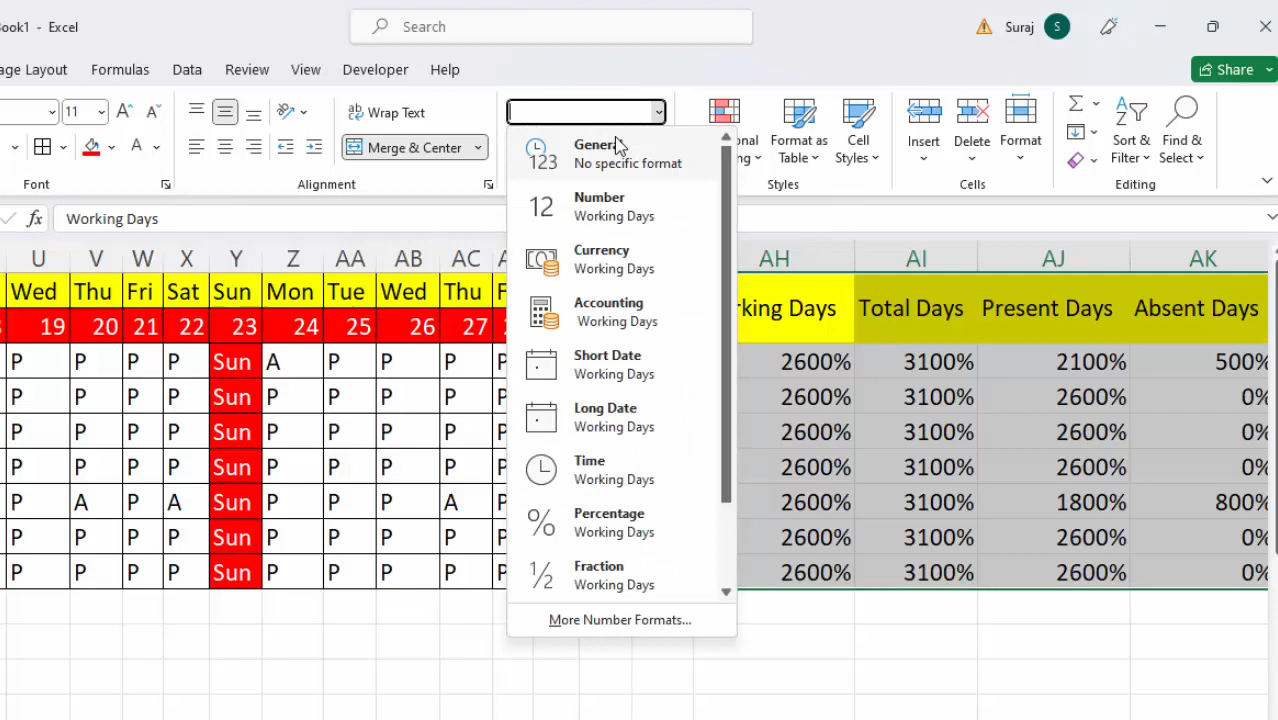 Book1 - Excel
Search
Suraj
S
age Layout
Formulas
Data
Review
View
Developer
Help
Share
11
Wrap Text
Merge & Center
Format as
Table
Cell
Styles
Insert
Delete
Format
Sort &
Filter
Find &
Select
Font
Alignment
Styles
Cells
Editing
fx
Working Days
General
No specific format
Number
Working Days
Currency
Working Days
Accounting
Working Days
Short Date
Working Days
Long Date
Working Days
Time
Working Days
Percentage
Working Days
Fraction
Working Days
More Number Formats...
U V W X Y Z AA AB AC AH AI AJ AK
Wed Thu Fri Sat Sun Mon Tue Wed Thu F rking Days Total Days Present Days Absent Days
19 20 21 22 23 24 25 26 27
P P P P Sun A P P P P 2600% 3100% 2100% 500%
P P P P Sun P P P P P 2600% 3100% 2600% 0%
P P P P Sun P P P P P 2600% 3100% 2600% 0%
P P P P Sun P P P P P 2600% 3100% 2600% 0%
P A P A Sun P P P A P 2600% 3100% 1800% 800%
P P P P Sun P P P P P 2600% 3100% 2600% 0%
P P P P Sun P P P P P 2600% 3100% 2600% 0%